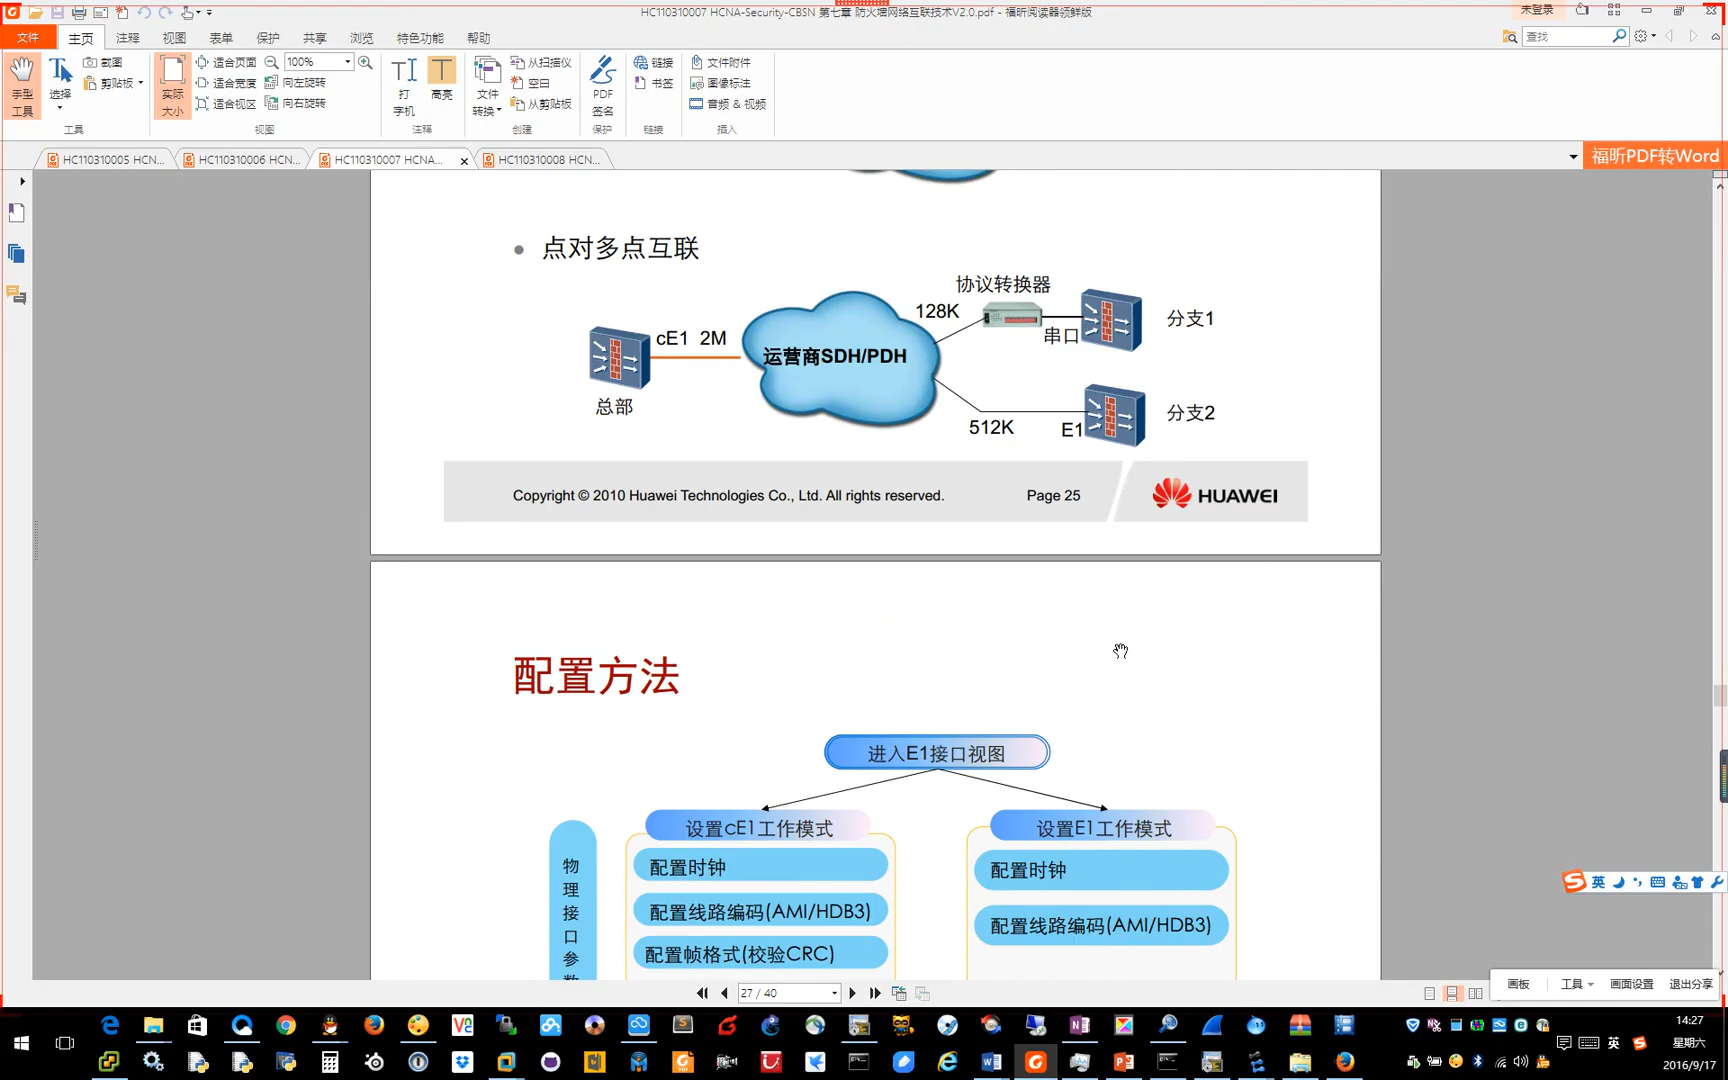 HC110310007 HCNA-Security-CBSN 第七章 防火墙网络互联技术V2.0.pdf - 福昕阅读器领鲜版
未登录
文件 主页 注释 视图 表单 保护 共享 浏览 特色功能 帮助
查找
手型
工具
选择
截图
剪贴板
工具
实际
大小
适合页面
适合宽度
适合视区
100%
向左旋转
向右旋转
视图
打
字机
高亮
注释
文件
转换
从扫描仪
空白
从剪贴板
创建
PDF
签名
保护
链接
书签
链接
文件附件
图像标注
音频 & 视频
插入
HC110310005 HCN...
HC110310006 HCN...
HC110310007 HCNA...
HC110310008 HCN...
福昕PDF转Word
点对多点互联
协议转换器
128K
串口
分支1
cE1 2M
运营商SDH/PDH
总部
512K
E1
分支2
Copyright © 2010 Huawei Technologies Co., Ltd. All rights reserved.
Page 25
HUAWEI
配置方法
进入E1接口视图
设置cE1工作模式
设置E1工作模式
物
理
接
口
参
配置时钟
配置线路编码(AMI/HDB3)
配置帧格式(校验CRC)
配置时钟
配置线路编码(AMI/HDB3)
英
27 / 40
画板 工具 画面设置 退出分享
14:27
星期六
2016/9/17
英